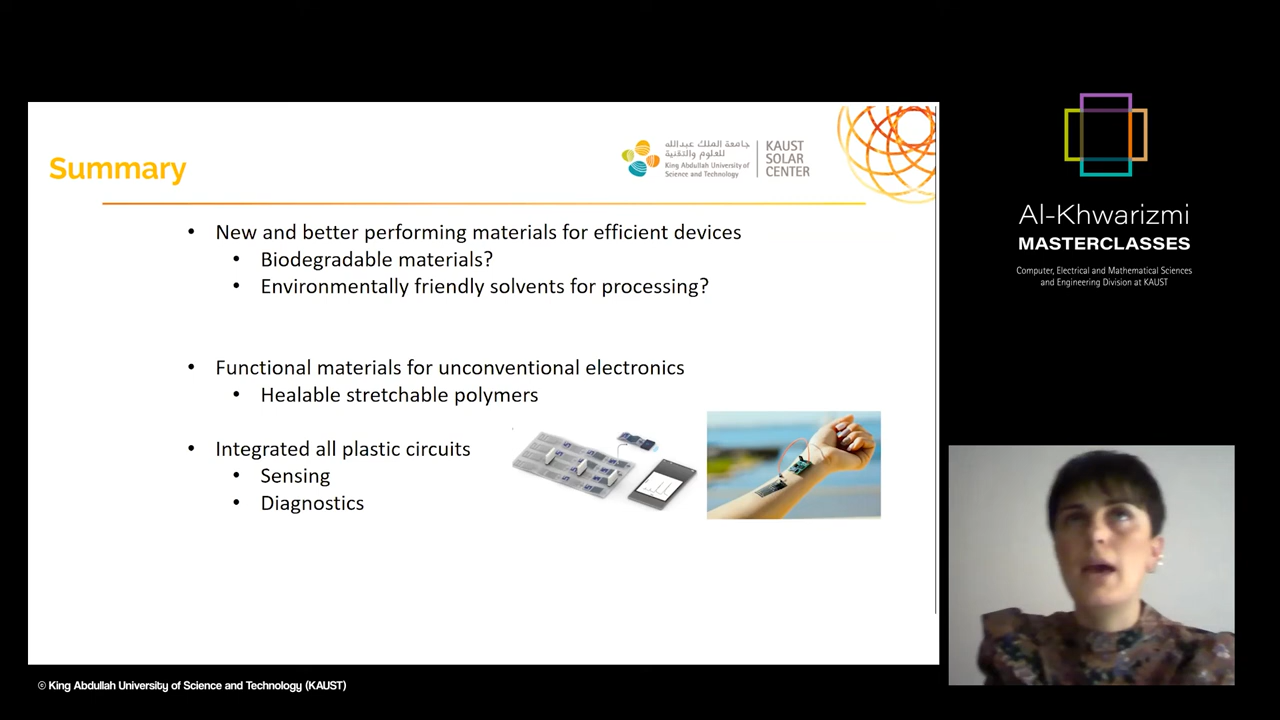 Summary
جامعة الملك عبدالله
للعلوم والتقنية
King Abdullah University of
Science and Technology
KAUST
SOLAR
CENTER
• New and better performing materials for efficient devices
• Biodegradable materials?
• Environmentally friendly solvents for processing?
• Functional materials for unconventional electronics
• Healable stretchable polymers
• Integrated all plastic circuits
• Sensing
• Diagnostics
Al-Khwarizmi
MASTERCLASSES
Computer, Electrical and Mathematical Sciences
and Engineering Division at KAUST
© King Abdullah University of Science and Technology (KAUST)